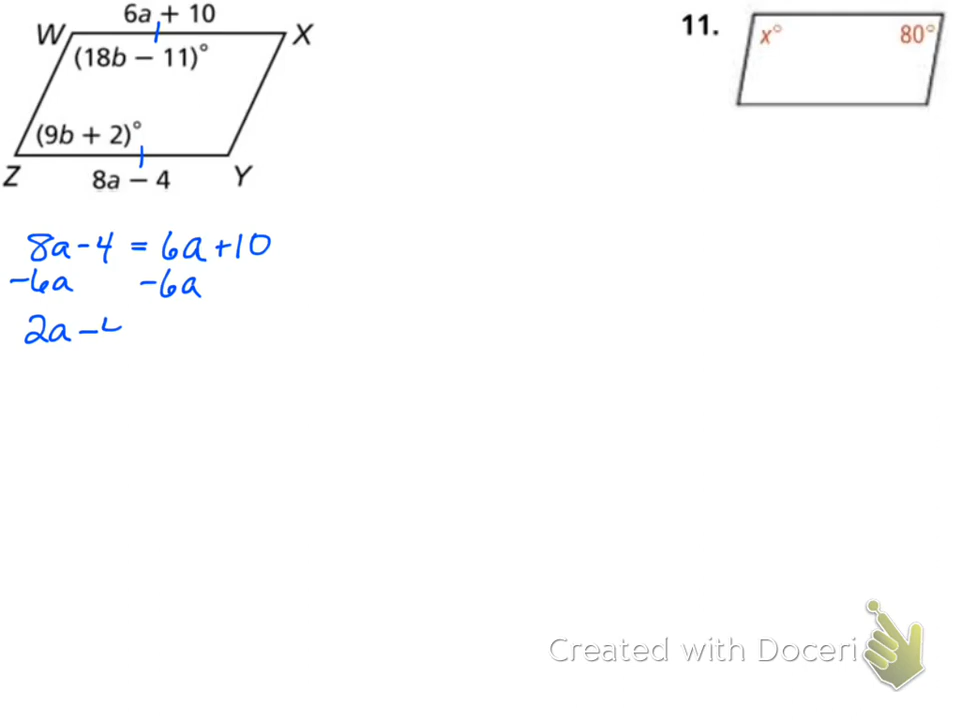 6a + 10
W
X
(18b − 11)°
(9b + 2)°
Z
Y
8a − 4
8a - 4 = 6a + 10
-6a -6a
2a - 4
11.
x°
80°
Created with Doceri